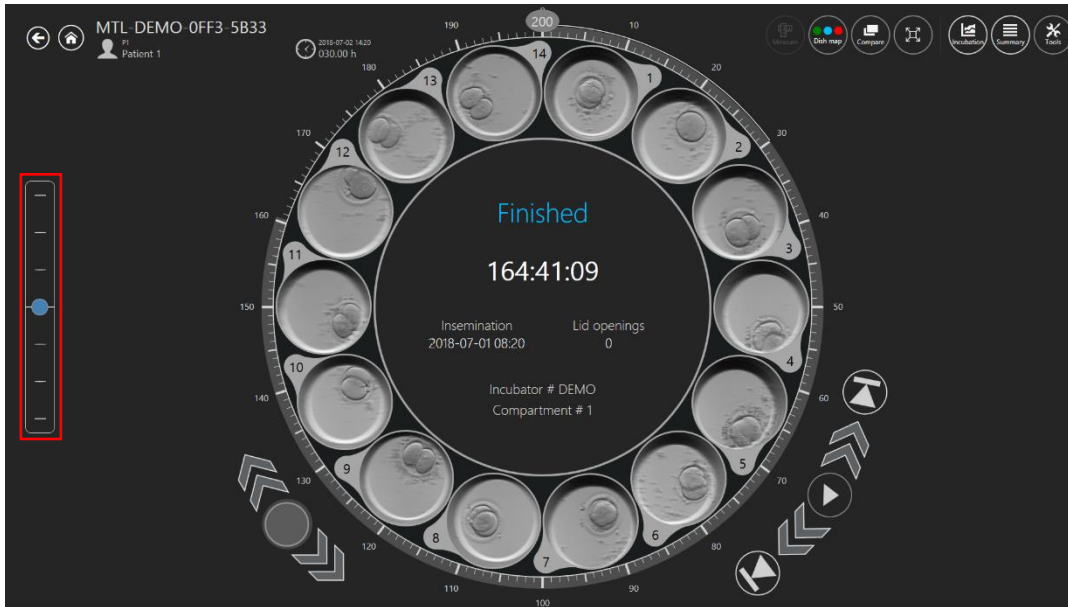 MTL-DEMO-0FF3-5B33
P1
Patient 1
2018-07-02 14:20
030.00 h
Measure
Dish map
Compare
Incubation
Summary
Tools
200
10
20
30
40
50
60
70
80
90
100
110
120
130
140
150
160
170
180
190
1
2
3
4
5
6
7
8
9
10
11
12
13
14
Finished
164:41:09
Insemination Lid openings
2018-07-01 08:20 0
Incubator # DEMO
Compartment # 1